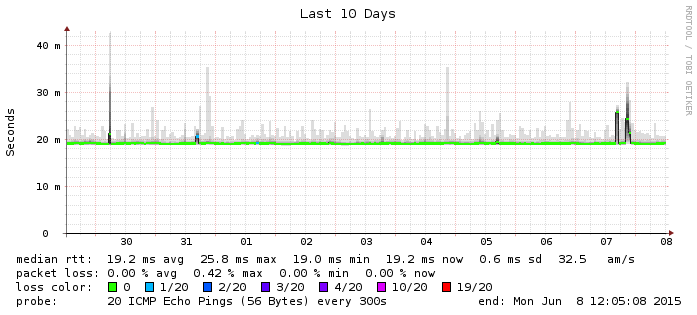 Last 10 Days
RRDTOOL / TOBI OETIKER
Seconds
40 m
30 m
20 m
10 m
0
30 31 01 02 03 04 05 06 07 08
median rtt: 19.2 ms avg 25.8 ms max 19.0 ms min 19.2 ms now 0.6 ms sd 32.5 am/s
packet loss: 0.00 % avg 0.42 % max 0.00 % min 0.00 % now
loss color: 0 1/20 2/20 3/20 4/20 10/20 19/20
probe: 20 ICMP Echo Pings (56 Bytes) every 300s end: Mon Jun 8 12:05:08 2015